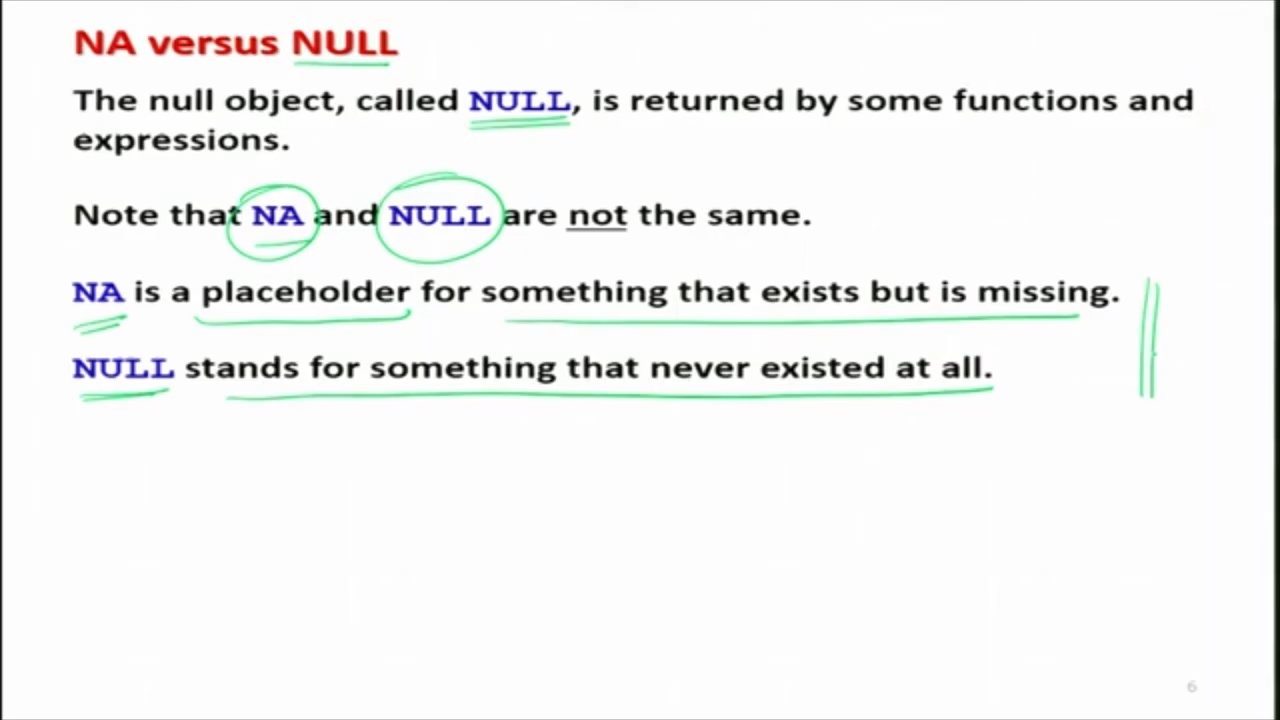 NA versus NULL
The null object, called NULL, is returned by some functions and
expressions.
Note that NA and NULL are not the same.
NA is a placeholder for something that exists but is missing.
NULL stands for something that never existed at all.
6